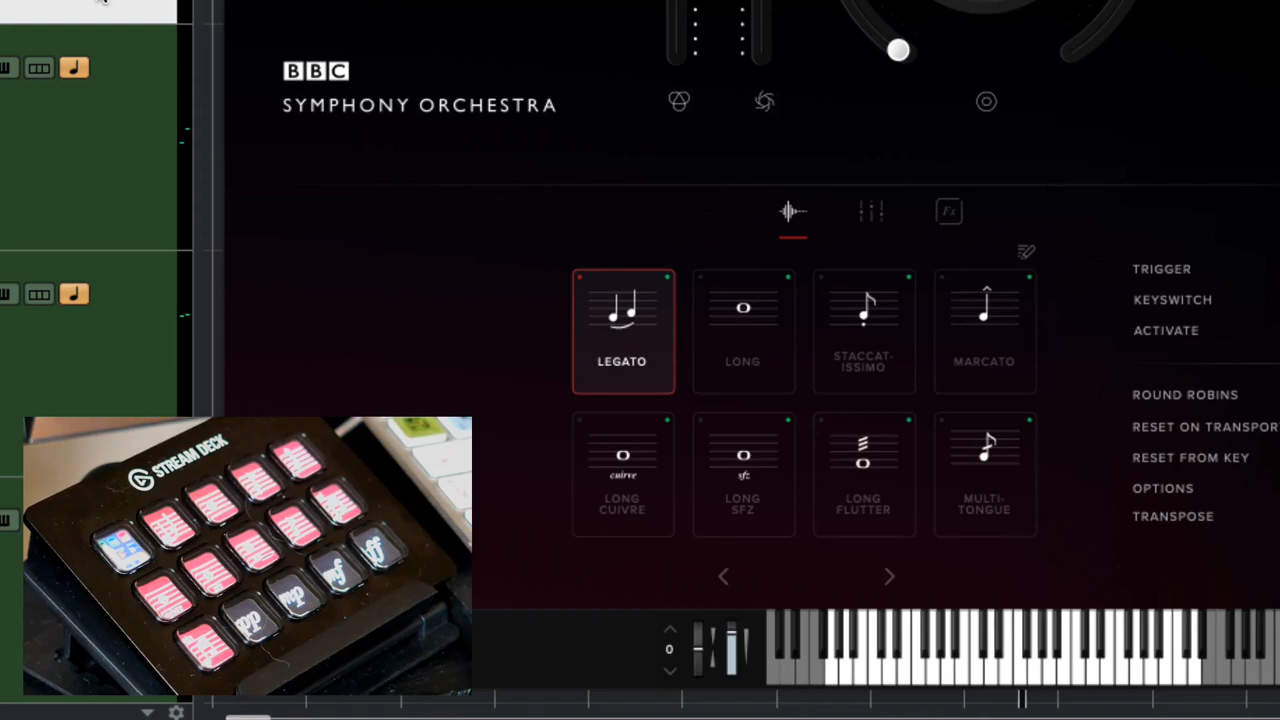 BBC
SYMPHONY ORCHESTRA
Fx
TRIGGER
KEYSWITCH
ACTIVATE
LEGATO
LONG
STACCAT-
ISSIMO
MARCATO
ROUND ROBINS
RESET ON TRANSPOR
RESET FROM KEY
OPTIONS
TRANSPOSE
cuivre
sfz
LONG
CUIVRE
LONG
SFZ
LONG
FLUTTER
MULTI-
TONGUE
0
STREAM DECK
pp
mp
mf
ff